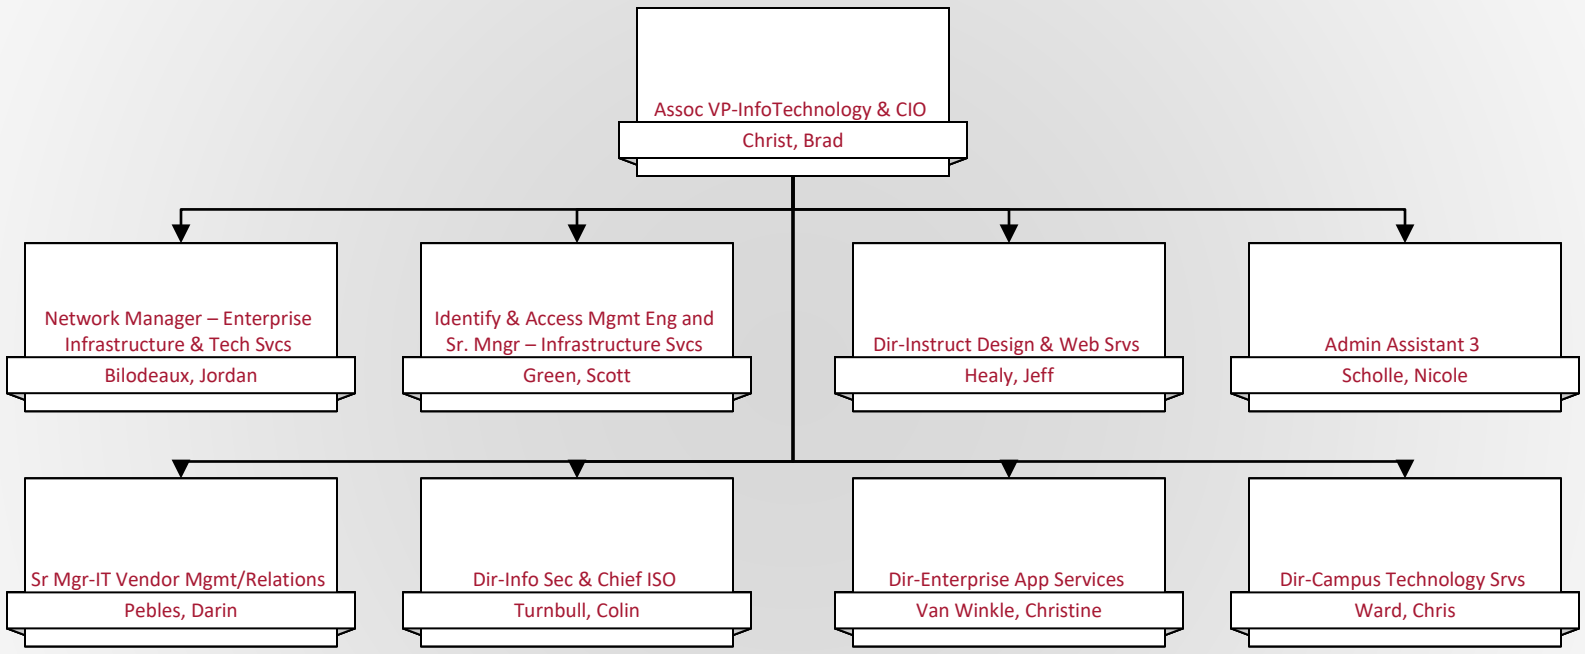 Assoc VP-InfoTechnology & CIO
Christ, Brad
Network Manager – Enterprise
Infrastructure & Tech Svcs
Bilodeaux, Jordan
Identify & Access Mgmt Eng and
Sr. Mngr – Infrastructure Svcs
Green, Scott
Dir-Instruct Design & Web Srvs
Healy, Jeff
Admin Assistant 3
Scholle, Nicole
Sr Mgr-IT Vendor Mgmt/Relations
Pebles, Darin
Dir-Info Sec & Chief ISO
Turnbull, Colin
Dir-Enterprise App Services
Van Winkle, Christine
Dir-Campus Technology Srvs
Ward, Chris